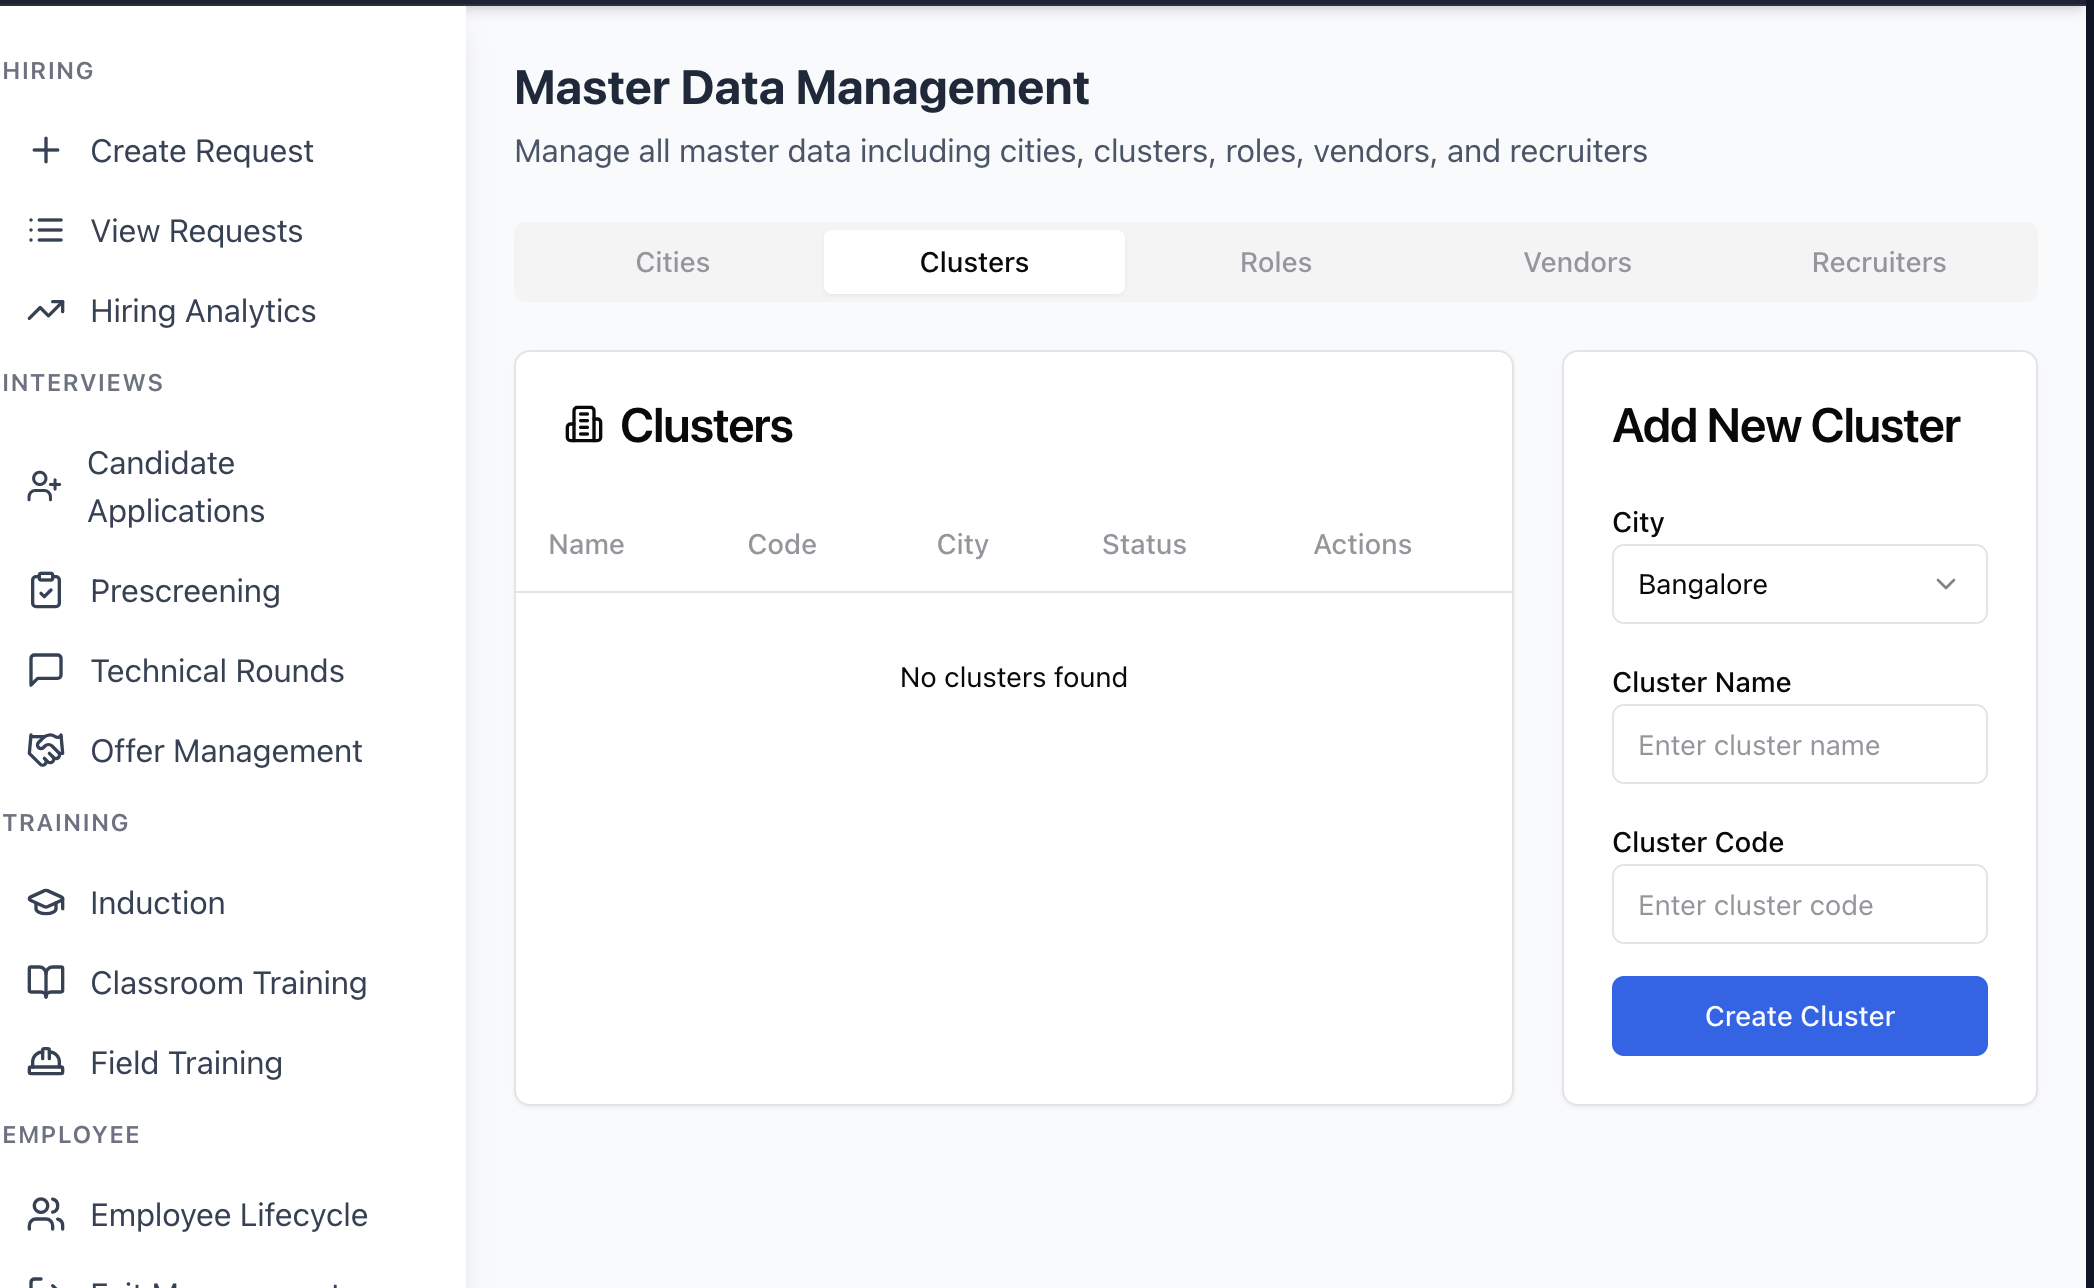 HIRING
Create Request
View Requests
Hiring Analytics
INTERVIEWS
Candidate
Applications
Prescreening
Technical Rounds
Offer Management
TRAINING
Induction
Classroom Training
Field Training
EMPLOYEE
Employee Lifecycle
Master Data Management
Manage all master data including cities, clusters, roles, vendors, and recruiters
Cities Clusters Roles Vendors Recruiters
Clusters
Name Code City Status Actions
No clusters found
Add New Cluster
City
Bangalore
Cluster Name
Enter cluster name
Cluster Code
Enter cluster code
Create Cluster